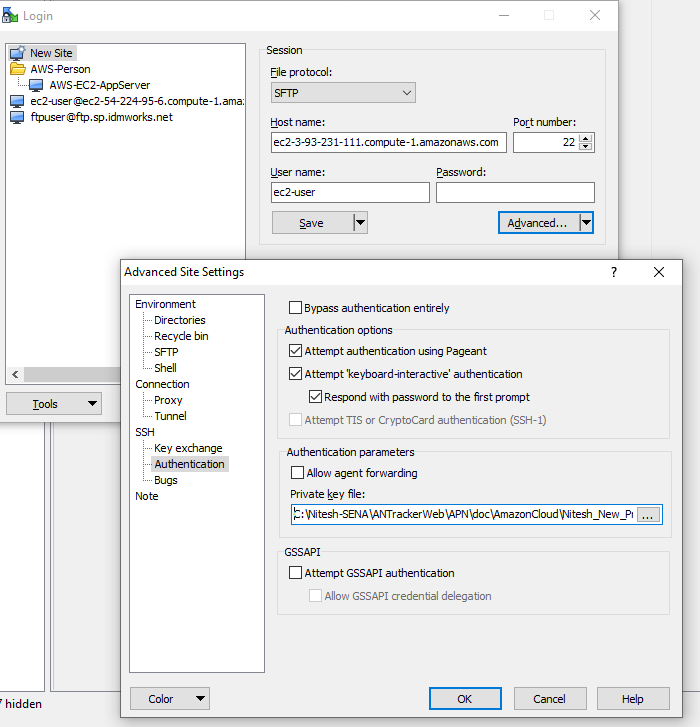 Login
New Site
AWS-Person
AWS-EC2-AppServer
ec2-user@ec2-54-224-95-6.compute-1.ama
ftpuser@ftp.sp.idmworks.net
Tools
Session
File protocol:
SFTP
Host name:
Port number:
ec2-3-93-231-111.compute-1.amazonaws.com
22
User name:
Password:
ec2-user
Save
Advanced...
Advanced Site Settings
?
Environment
Directories
Recycle bin
SFTP
Shell
Connection
Proxy
Tunnel
SSH
Key exchange
Authentication
Bugs
Note
Bypass authentication entirely
Authentication options
Attempt authentication using Pageant
Attempt 'keyboard-interactive' authentication
Respond with password to the first prompt
Attempt TIS or CryptoCard authentication (SSH-1)
Authentication parameters
Allow agent forwarding
Private key file:
C:\Nitesh-SENA\ANTrackerWeb\APN\doc\AmazonCloud\Nitesh_New_Pr
...
GSSAPI
Attempt GSSAPI authentication
Allow GSSAPI credential delegation
Color
OK
Cancel
Help
7 hidden